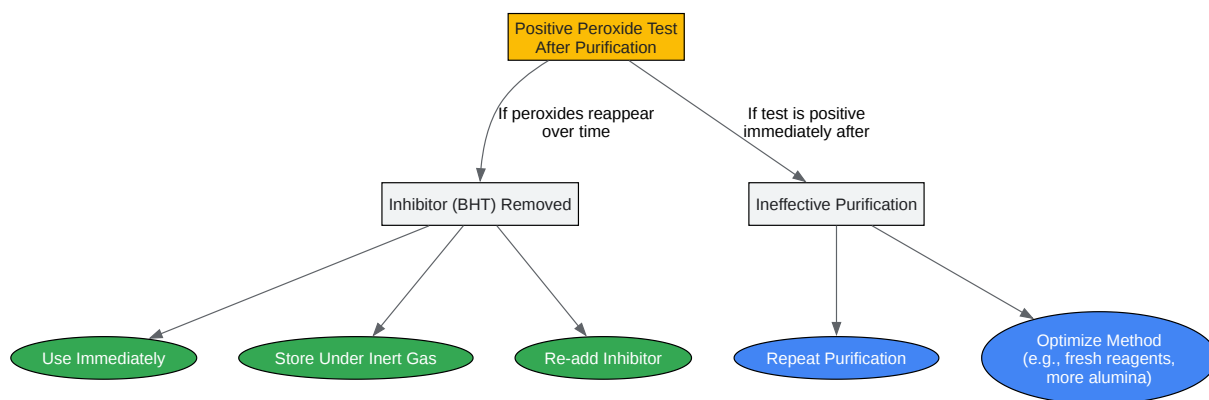 Positive Peroxide Test
After Purification
If peroxides reappear
over time
If test is positive
immediately after
Inhibitor (BHT) Removed
Ineffective Purification
Use Immediately
Store Under Inert Gas
Re-add Inhibitor
Repeat Purification
Optimize Method
(e.g., fresh reagents,
more alumina)